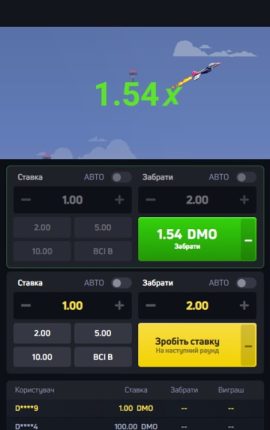 1.54x
Ставка АВТО Забрати АВТО
− 1.00 + − 2.00 +
2.00 5.00 1.54 DMO
Забрати
10.00 ВСІ В
Ставка АВТО Забрати АВТО
− 1.00 + − 2.00 +
2.00 5.00 Зробіть ставку
10.00 ВСІ В На наступний раунд
Користувач Ставка Забрати Виграш
D****9 1.00 DMO -- --
D****4 100.00 DMO -- --